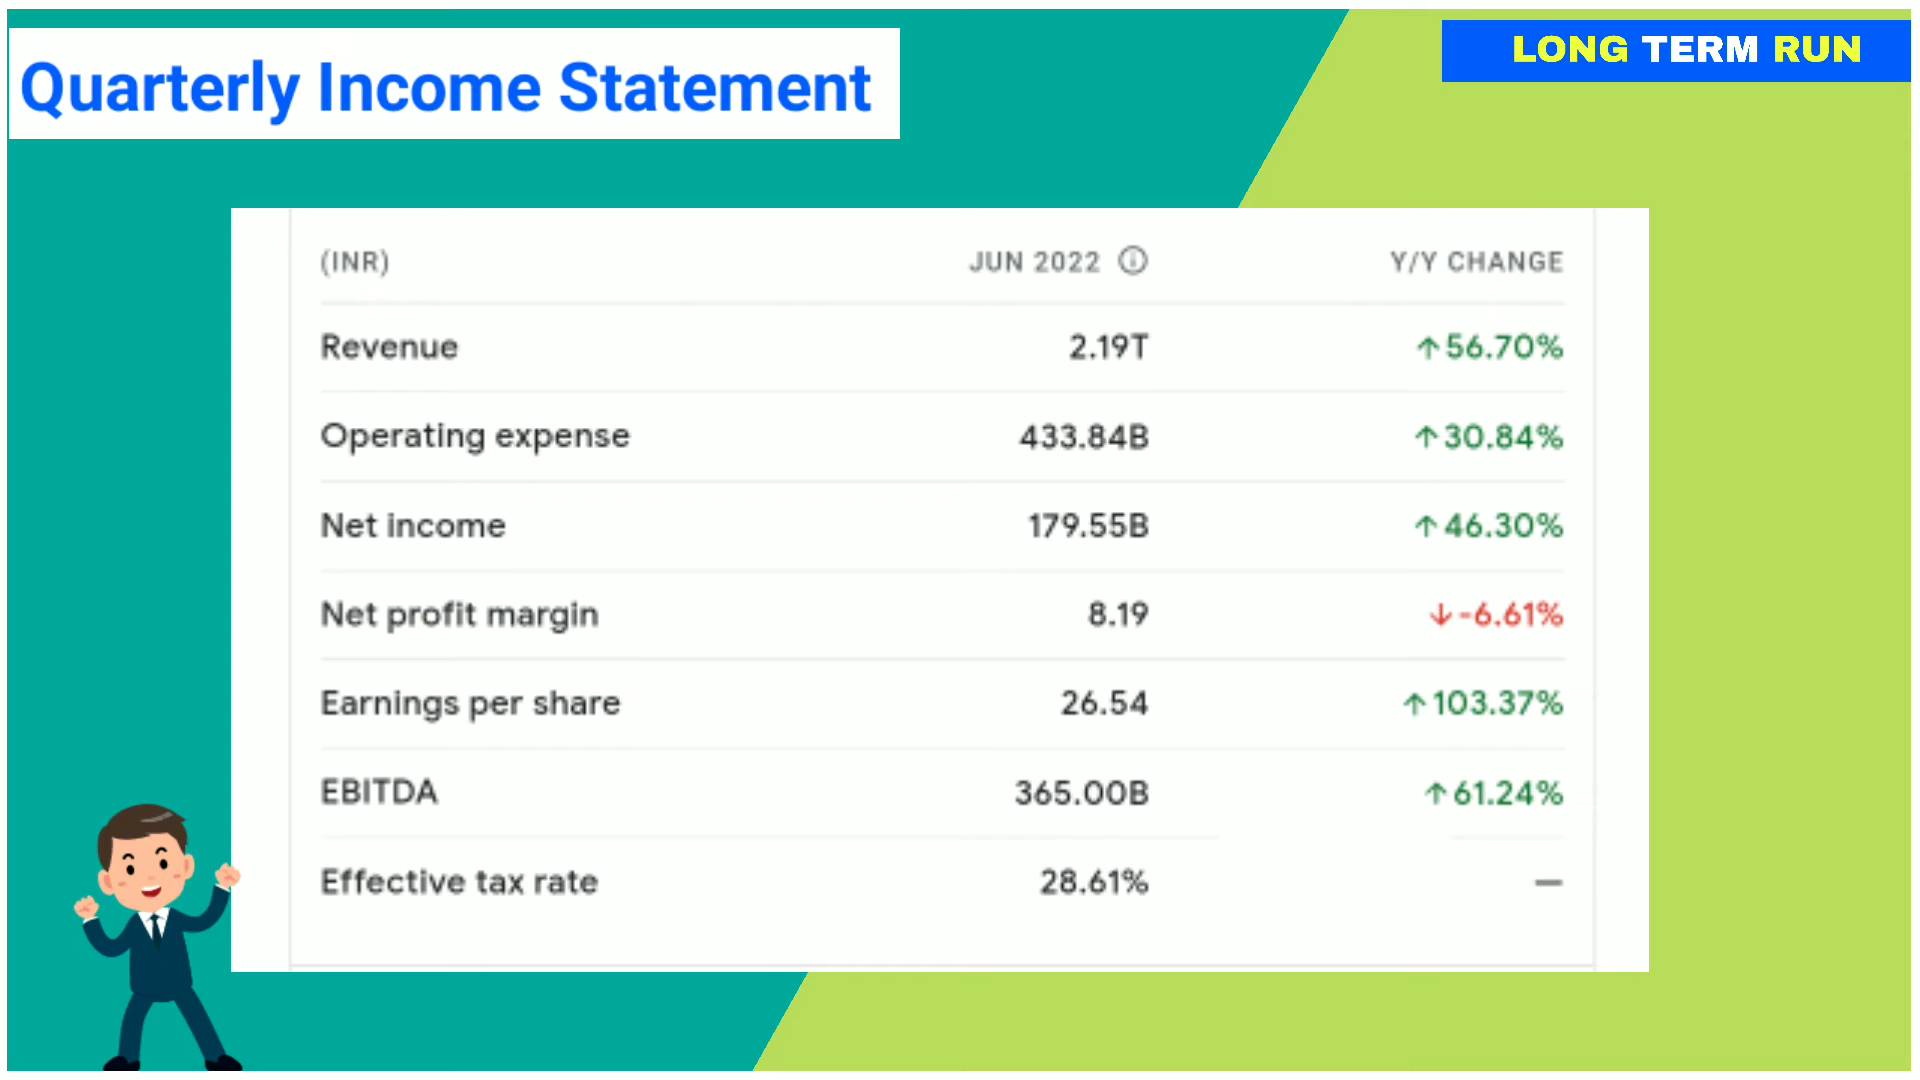 Quarterly Income Statement
LONG TERM RUN
(INR) JUN 2022 ⓘ Y/Y CHANGE
Revenue 2.19T ↑56.70%
Operating expense 433.84B ↑30.84%
Net income 179.55B ↑46.30%
Net profit margin 8.19 ↓-6.61%
Earnings per share 26.54 ↑103.37%
EBITDA 365.00B ↑61.24%
Effective tax rate 28.61% —